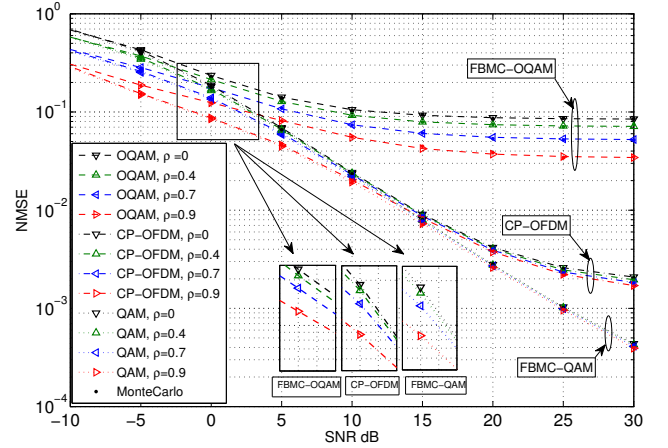 10^0
10^−1
10^−2
10^−3
10^−4
NMSE
FBMC−OQAM
CP−OFDM
FBMC−QAM
OQAM, ρ =0
OQAM, ρ=0.4
OQAM, ρ=0.7
OQAM, ρ=0.9
CP−OFDM, ρ=0
CP−OFDM, ρ=0.4
CP−OFDM, ρ=0.7
CP−OFDM, ρ=0.9
QAM, ρ=0
QAM, ρ=0.4
QAM, ρ=0.7
QAM, ρ=0.9
MonteCarlo
FBMC−OQAM
CP−OFDM
FBMC−QAM
−10 −5 0 5 10 15 20 25 30
SNR dB